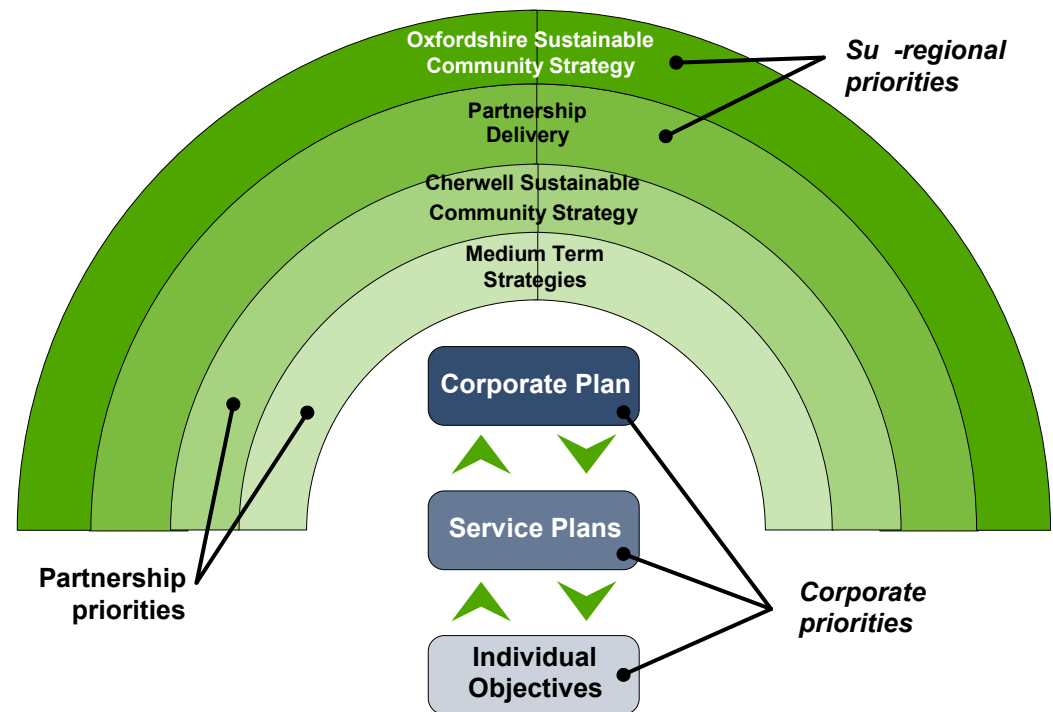 Oxfordshire Sustainable
Community Strategy
Su -regional
priorities
Partnership
Delivery
Cherwell Sustainable
Community Strategy
Medium Term
Strategies
Corporate Plan
Service Plans
Partnership
priorities
Corporate
priorities
Individual
Objectives